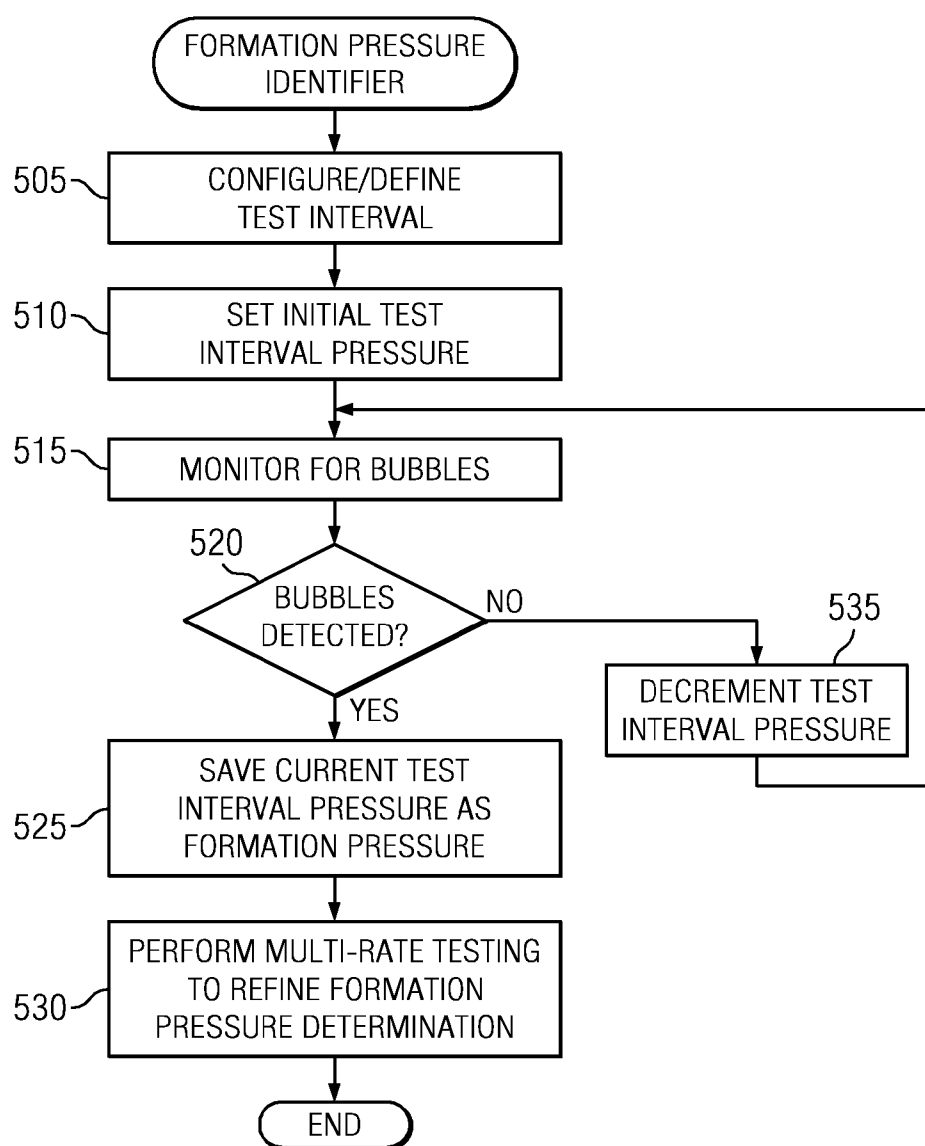 FORMATION PRESSURE
IDENTIFIER
505
CONFIGURE/DEFINE
TEST INTERVAL
510
SET INITIAL TEST
INTERVAL PRESSURE
515
MONITOR FOR BUBBLES
520
BUBBLES
DETECTED?
NO
YES
535
DECREMENT TEST
INTERVAL PRESSURE
525
SAVE CURRENT TEST
INTERVAL PRESSURE AS
FORMATION PRESSURE
530
PERFORM MULTI-RATE TESTING
TO REFINE FORMATION
PRESSURE DETERMINATION
END